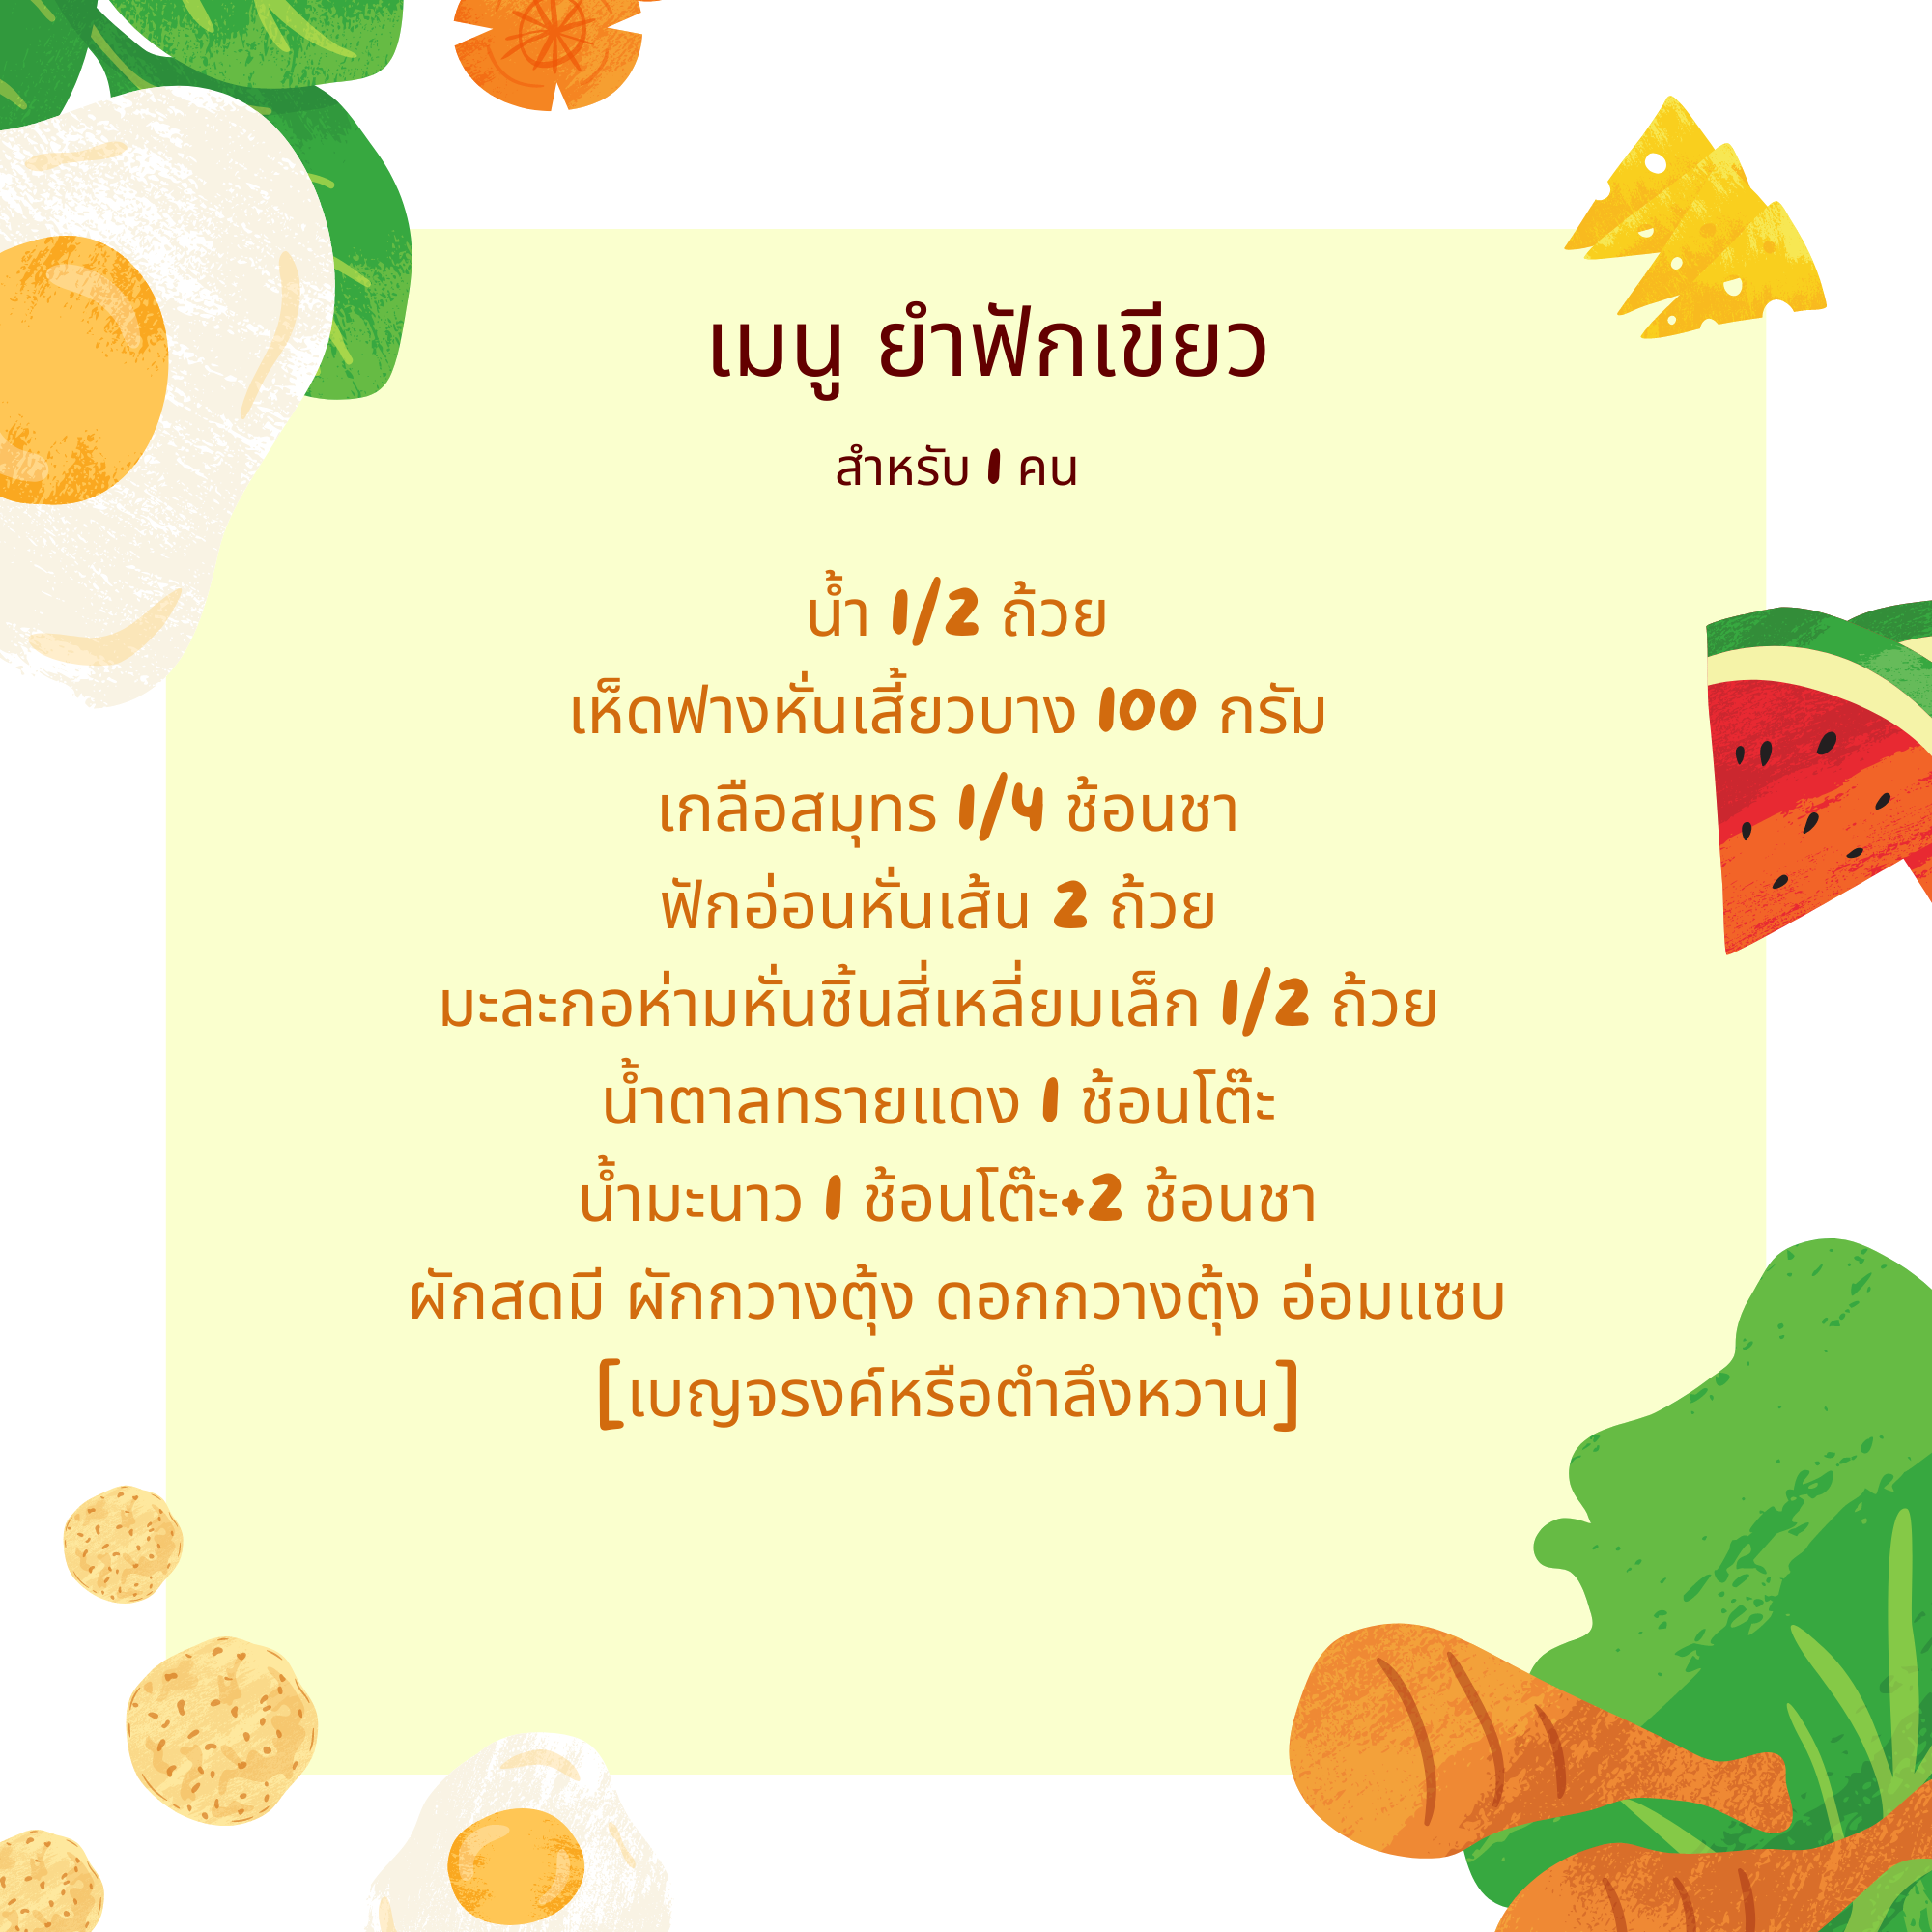 เมนู ยำฟักเขียว
สำหรับ 1 คน
น้ำ 1/2 ถ้วย
เห็ดฟางหั่นเสี้ยวบาง 100 กรัม
เกลือสมุทร 1/4 ช้อนชา
ฟักอ่อนหั่นเส้น 2 ถ้วย
มะละกอห่ามหั่นชิ้นสี่เหลี่ยมเล็ก 1/2 ถ้วย
น้ำตาลทรายแดง 1 ช้อนโต๊ะ
น้ำมะนาว 1 ช้อนโต๊ะ+2 ช้อนชา
ผักสดมี ผักกวางตุ้ง ดอกกวางตุ้ง อ่อมแซบ
[เบญจรงค์หรือตำลึงหวาน]